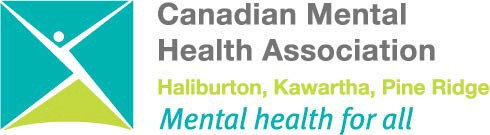 Canadian Mental
Health Association
Haliburton, Kawartha, Pine Ridge
Mental health for all